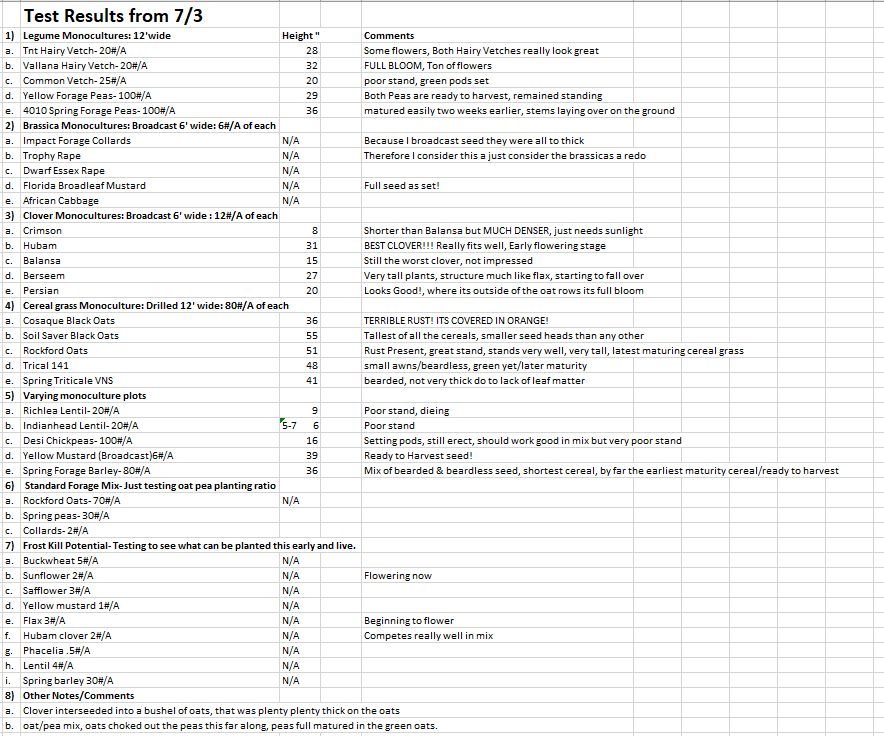 Test Results from 7/3
1) Legume Monocultures: 12'wide Height " Comments
a. Tnt Hairy Vetch- 20#/A 28 Some flowers, Both Hairy Vetches really look great
b. Vallana Hairy Vetch- 20#/A 32 FULL BLOOM, Ton of flowers
c. Common Vetch- 25#/A 20 poor stand, green pods set
d. Yellow Forage Peas- 100#/A 29 Both Peas are ready to harvest, remained standing
e. 4010 Spring Forage Peas- 100#/A 36 matured easily two weeks earlier, stems laying over on the ground
2) Brassica Monocultures: Broadcast 6' wide: 6#/A of each
a. Impact Forage Collards N/A Because I broadcast seed they were all to thick
b. Trophy Rape N/A Therefore I consider this a just consider the brassicas a redo
c. Dwarf Essex Rape N/A
d. Florida Broadleaf Mustard N/A Full seed as set!
e. African Cabbage N/A
3) Clover Monocultures: Broadcast 6' wide : 12#/A of each
a. Crimson 8 Shorter than Balansa but MUCH DENSER, just needs sunlight
b. Hubam 31 BEST CLOVER!!! Really fits well, Early flowering stage
c. Balansa 15 Still the worst clover, not impressed
d. Berseem 27 Very tall plants, structure much like flax, starting to fall over
e. Persian 20 Looks Good!, where its outside of the oat rows its full bloom
4) Cereal grass Monoculture: Drilled 12' wide: 80#/A of each
a. Cosaque Black Oats 36 TERRIBLE RUST! ITS COVERED IN ORANGE!
b. Soil Saver Black Oats 55 Tallest of all the cereals, smaller seed heads than any other
c. Rockford Oats 51 Rust Present, great stand, stands very well, very tall, latest maturing cereal grass
d. Trical 141 48 small awns/beardless, green yet/later maturity
e. Spring Triticale VNS 41 bearded, not very thick do to lack of leaf matter
5) Varying monoculture plots
a. Richlea Lentil- 20#/A 9 Poor stand, dieing
b. Indianhead Lentil- 20#/A 5-7 6 Poor stand
c. Desi Chickpeas- 100#/A 16 Setting pods, still erect, should work good in mix but very poor stand
d. Yellow Mustard (Broadcast)6#/A 39 Ready to Harvest seed!
e. Spring Forage Barley- 80#/A 36 Mix of bearded & beardless seed, shortest cereal, by far the earliest maturity cereal/ready to harvest
6) Standard Forage Mix- Just testing oat pea planting ratio
a. Rockford Oats- 70#/A N/A
b. Spring peas- 30#/A
c. Collards- 2#/A
7) Frost Kill Potential- Testing to see what can be planted this early and live.
a. Buckwheat 5#/A N/A
b. Sunflower 2#/A N/A Flowering now
c. Safflower 3#/A N/A
d. Yellow mustard 1#/A N/A
e. Flax 3#/A N/A Beginning to flower
f. Hubam clover 2#/A N/A Competes really well in mix
g. Phacelia .5#/A N/A
h. Lentil 4#/A N/A
i. Spring barley 30#/A N/A
8) Other Notes/Comments
a. Clover interseeded into a bushel of oats, that was plenty plenty thick on the oats
b. oat/pea mix, oats choked out the peas this far along, peas full matured in the green oats.